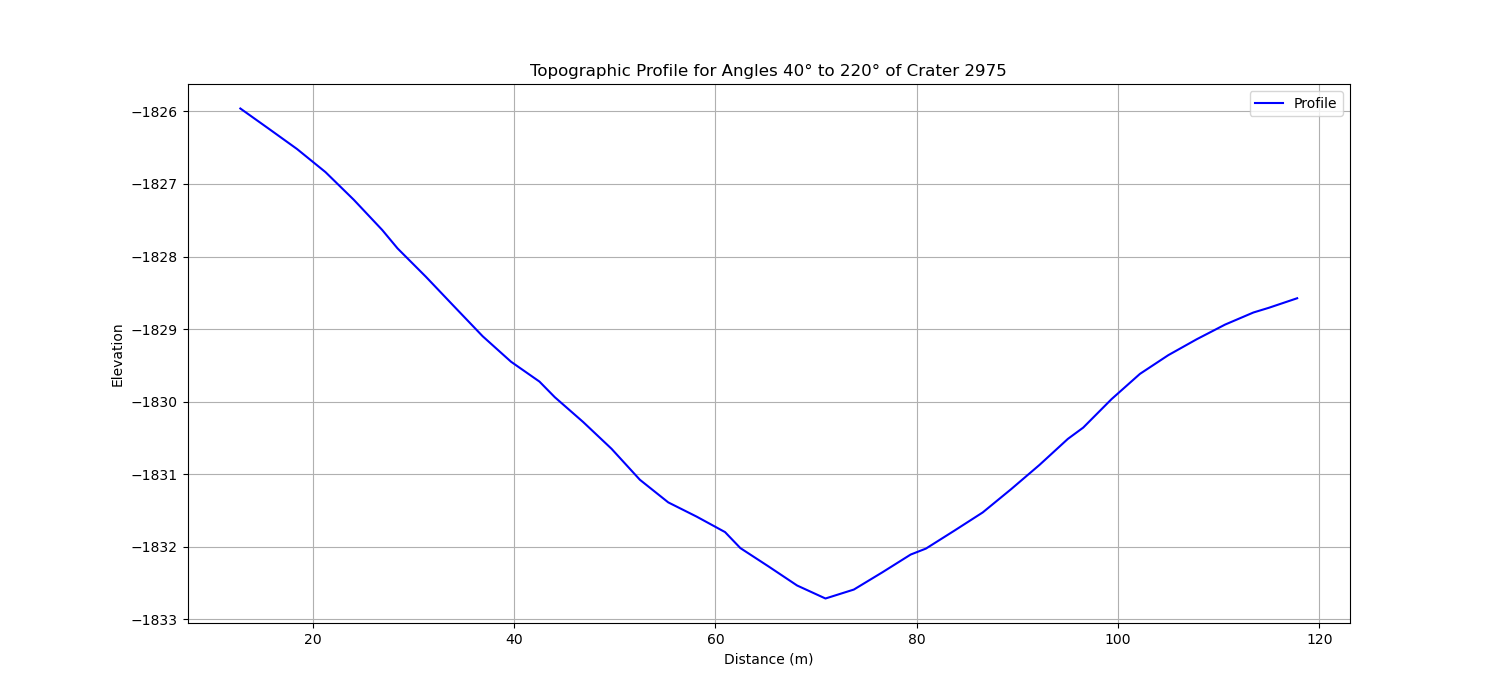 Topographic Profile for Angles 40° to 220° of Crater 2975
Profile
−1826
−1827
−1828
−1829
−1830
−1831
−1832
−1833
Elevation
20 40 60 80 100 120
Distance (m)